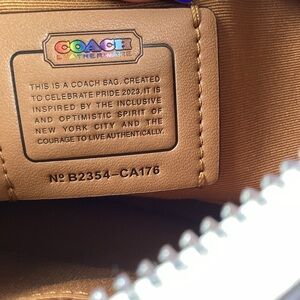 COACH
LEATHERWARE
THIS IS A COACH BAG. CREATED
TO CELEBRATE PRIDE 2023, IT IS
INSPIRED BY THE INCLUSIVE
AND OPTIMISTIC SPIRIT OF
NEW YORK CITY AND THE
COURAGE TO LIVE AUTHENTICALLY.
Nº B2354-CA176